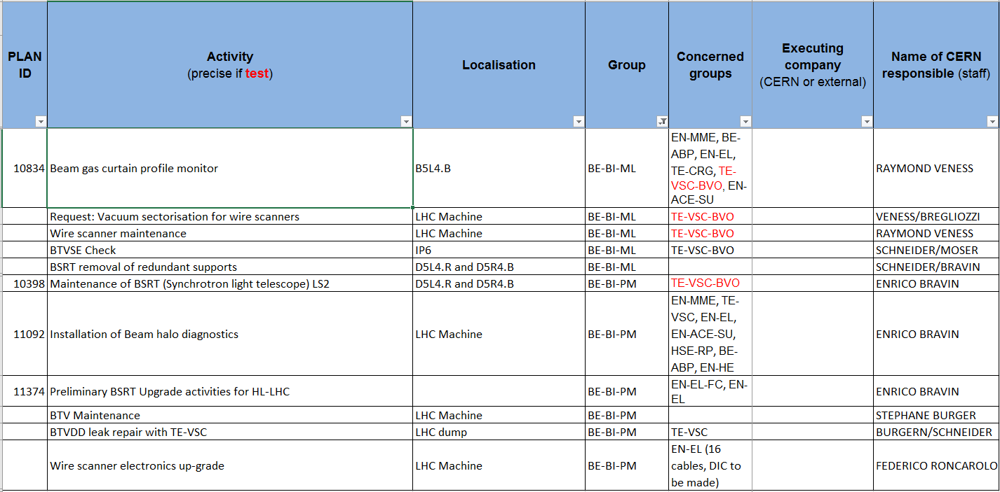 PLAN ID
Activity
(precise if test)
Localisation
Group
Concerned
groups
Executing
company
(CERN or external)
Name of CERN
responsible (staff)
10834 Beam gas curtain profile monitor B5L4.B BE-BI-ML
EN-MME, BE-
ABP, EN-EL,
TE-CRG, TE-
VSC-BVO, EN-
ACE-SU
RAYMOND VENESS
Request: Vacuum sectorisation for wire scanners LHC Machine BE-BI-ML TE-VSC-BVO VENESS/BREGLIOZZI
Wire scanner maintenance LHC Machine BE-BI-ML TE-VSC-BVO RAYMOND VENESS
BTVSE Check IP6 BE-BI-ML TE-VSC-BVO SCHNEIDER/MOSER
BSRT removal of redundant supports D5L4.R and D5R4.B BE-BI-ML SCHNEIDER/BRAVIN
10398 Maintenance of BSRT (Synchrotron light telescope) LS2 D5L4.R and D5R4.B BE-BI-PM TE-VSC-BVO ENRICO BRAVIN
11092 Installation of Beam halo diagnostics LHC Machine BE-BI-PM
EN-MME, TE-
VSC, EN-EL,
EN-ACE-SU,
HSE-RP, BE-
ABP, EN-HE
ENRICO BRAVIN
11374 Preliminary BSRT Upgrade activities for HL-LHC BE-BI-PM
EN-EL-FC, EN-
EL
ENRICO BRAVIN
BTV Maintenance LHC Machine BE-BI-PM STEPHANE BURGER
BTVDD leak repair with TE-VSC LHC dump BE-BI-PM TE-VSC BURGERN/SCHNEIDER
Wire scanner electronics up-grade LHC Machine BE-BI-PM
EN-EL (16
cables, DIC to
be made)
FEDERICO RONCAROLO